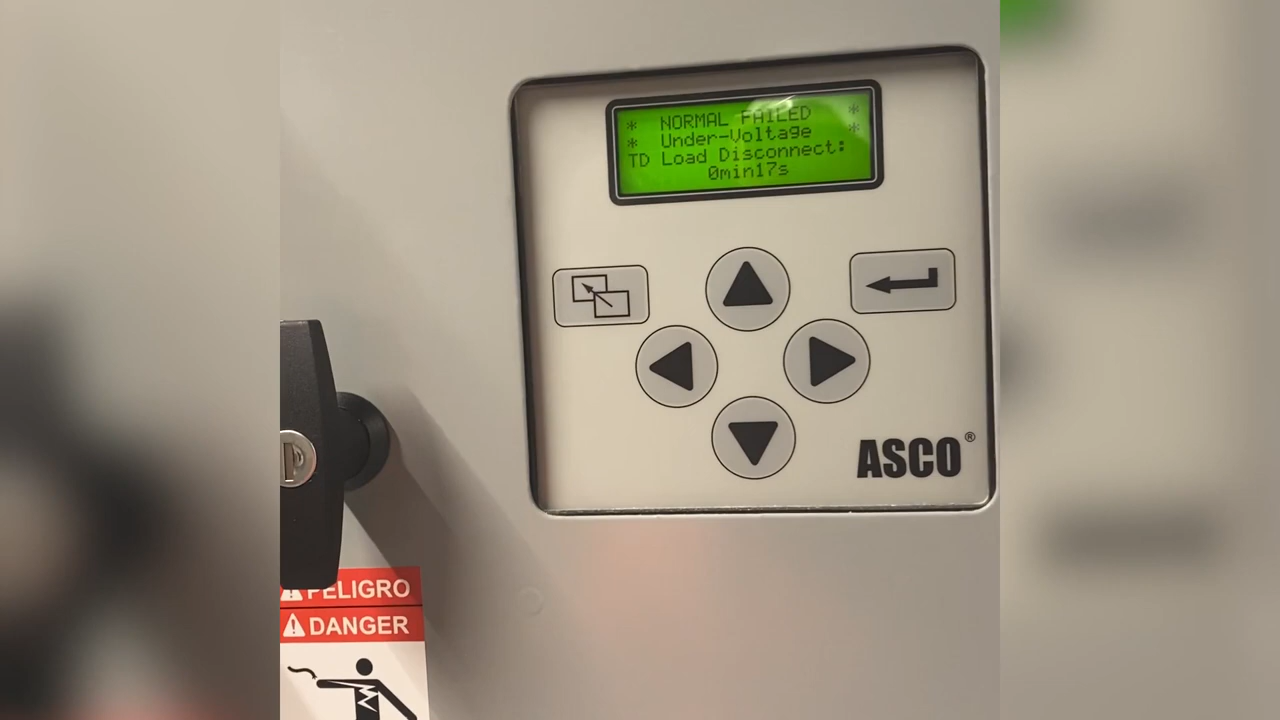 * NORMAL FAILED *
* Under-Voltage *
TD Load Disconnect:
0min17s
ASCO®
PELIGRO
DANGER